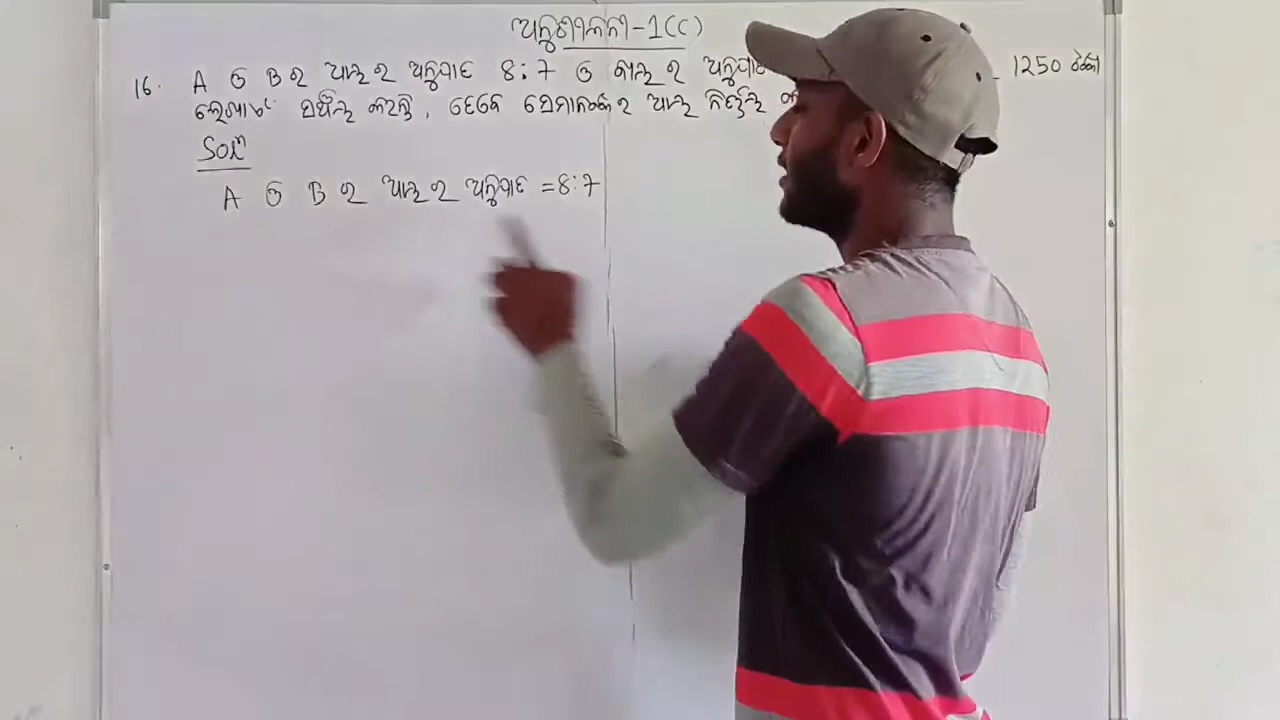 ଅନୁଶୀଳନୀ-1(C)
16. A ଓ B ର ଆୟର ଅନୁପାତ 8:7 ଓ ବ୍ୟୟର ଅନୁପାତ 1250 ଟଙ୍କା
ଲେଖାଏଁ ସଞ୍ଚୟ କରନ୍ତି, ତେବେ ସେମାନଙ୍କର ଆୟ ନିର୍ଣ୍ଣୟ
Solⁿ
A ଓ B ର ଆୟର ଅନୁପାତ = 8:7